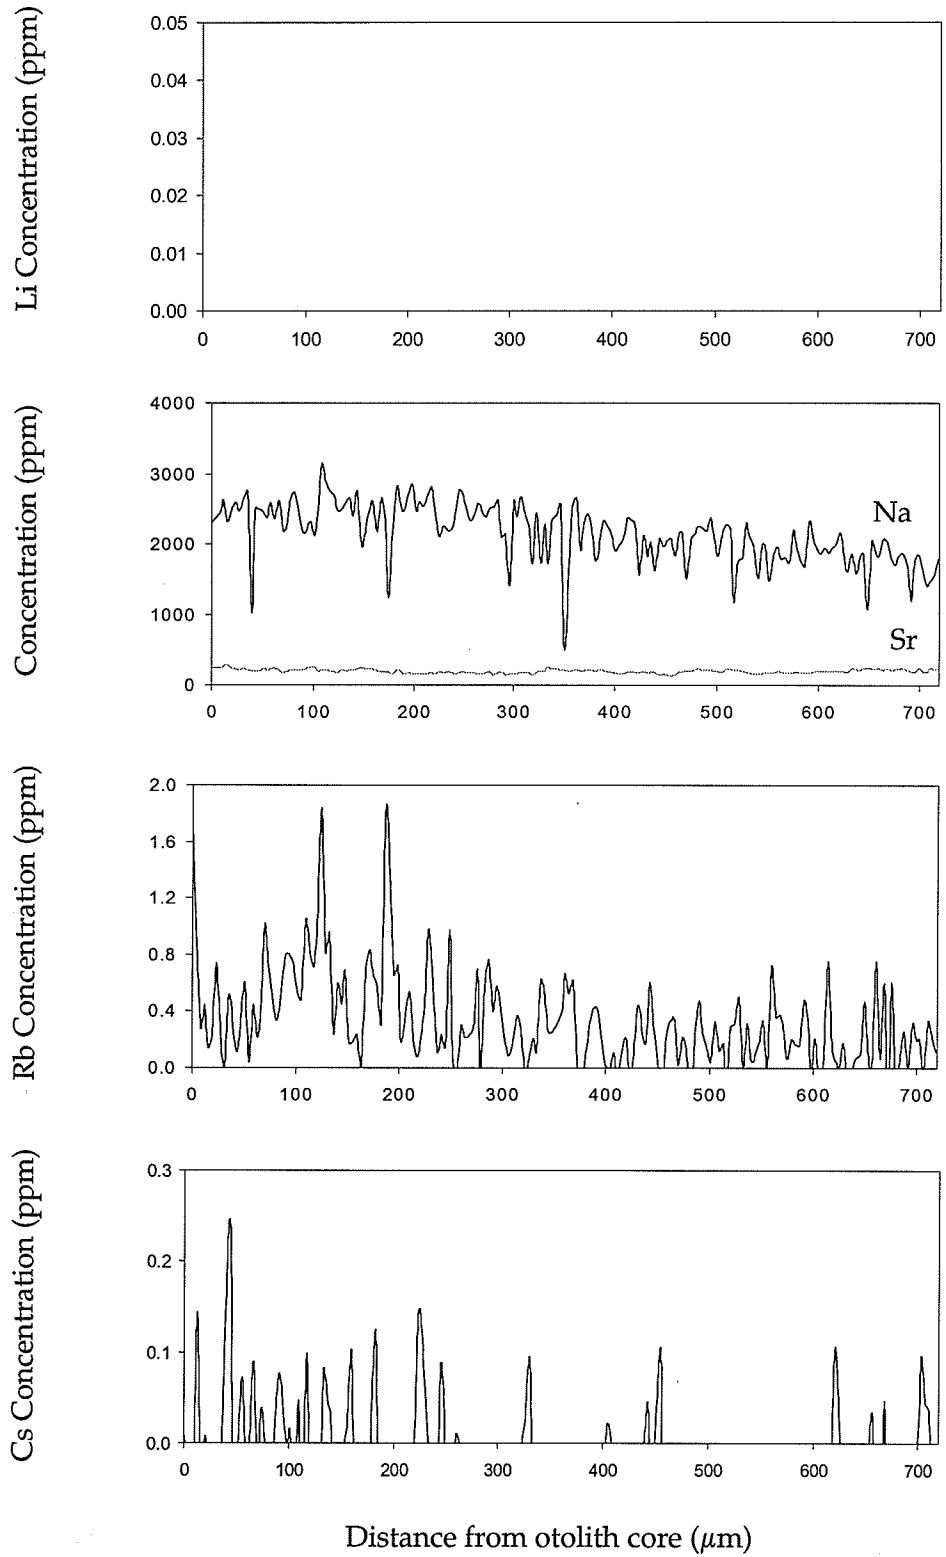 Li Concentration (ppm)
0.05
0.04
0.03
0.02
0.01
0.00
0 100 200 300 400 500 600 700
Concentration (ppm)
4000
3000
2000
1000
0
Na
Sr
0 100 200 300 400 500 600 700
Rb Concentration (ppm)
2.0
1.6
1.2
0.8
0.4
0.0
0 100 200 300 400 500 600 700
Cs Concentration (ppm)
0.3
0.2
0.1
0.0
0 100 200 300 400 500 600 700
Distance from otolith core (μm)